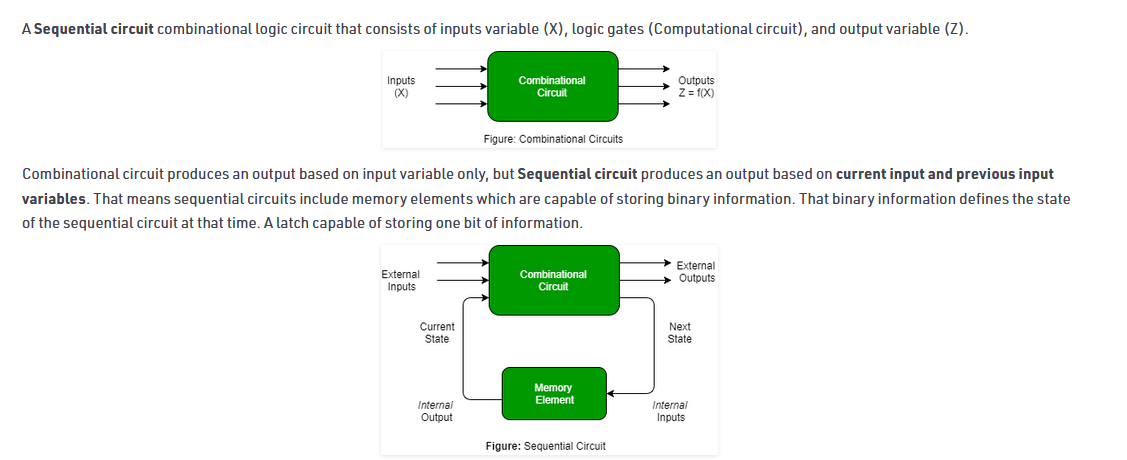 A Sequential circuit combinational logic circuit that consists of inputs variable (X), logic gates (Computational circuit), and output variable (Z).
Inputs
(X)
Combinational
Circuit
Outputs
Z = f(X)
Figure: Combinational Circuits
Combinational circuit produces an output based on input variable only, but Sequential circuit produces an output based on current input and previous input
variables. That means sequential circuits include memory elements which are capable of storing binary information. That binary information defines the state
of the sequential circuit at that time. A latch capable of storing one bit of information.
External
Inputs
Combinational
Circuit
External
Outputs
Current
State
Next
State
Memory
Element
Internal
Output
Internal
Inputs
Figure: Sequential Circuit